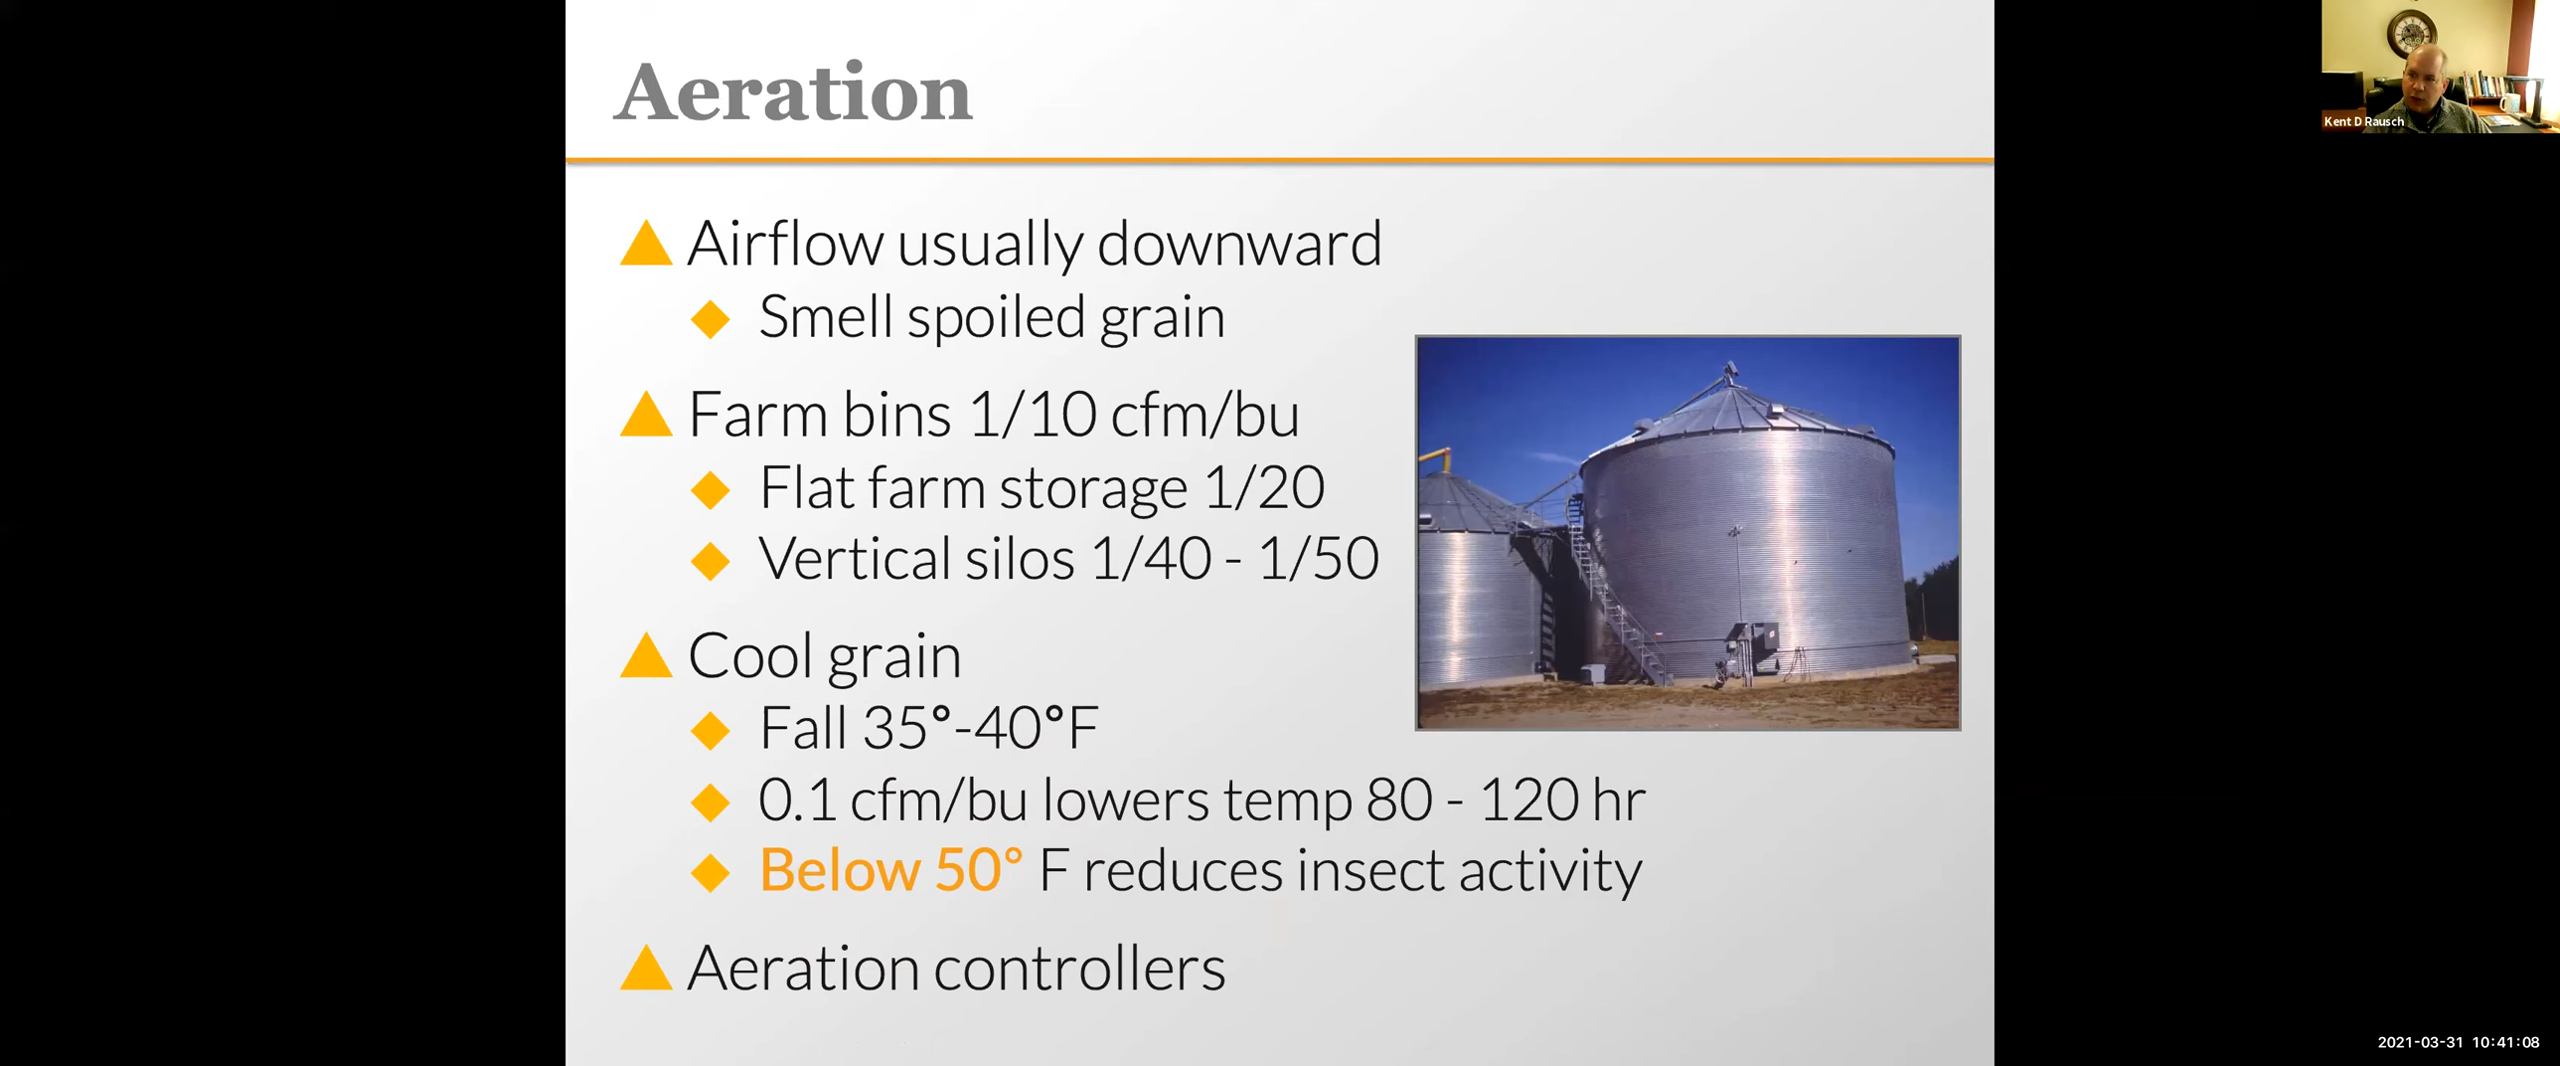 Aeration
Airflow usually downward
Smell spoiled grain
Farm bins 1/10 cfm/bu
Flat farm storage 1/20
Vertical silos 1/40 - 1/50
Cool grain
Fall 35°-40°F
0.1 cfm/bu lowers temp 80 - 120 hr
Below 50° F reduces insect activity
Aeration controllers
Kent D Rausch
2021-03-31 10:41:08